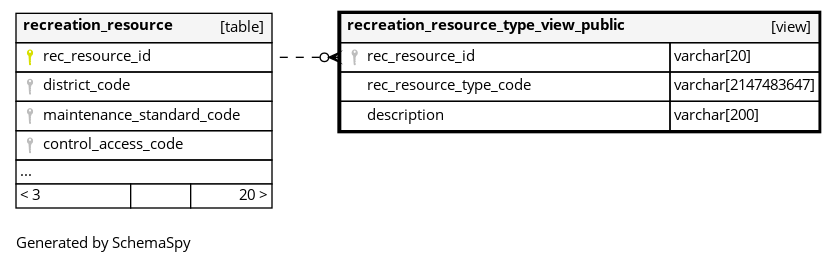 recreation_resource [table]
rec_resource_id
district_code
maintenance_standard_code
control_access_code
...
< 3 20 >
recreation_resource_type_view_public [view]
rec_resource_id varchar[20]
rec_resource_type_code varchar[2147483647]
description varchar[200]
Generated by SchemaSpy